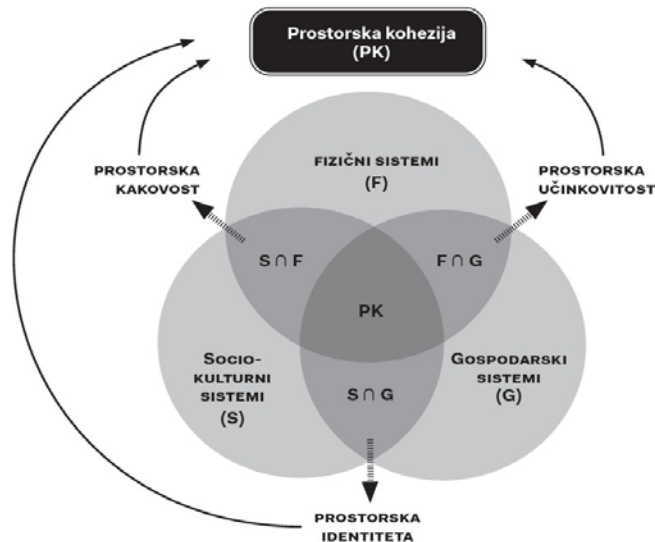 Prostorska kohezija
(PK)
FIZIČNI SISTEMI
(F)
PROSTORSKA
KAKOVOST
PROSTORSKA
UČINKOVITOST
S ∩ F
F ∩ G
PK
SOCIO-
KULTURNI
SISTEMI
(S)
GOSPODARSKI
SISTEMI
(G)
S ∩ G
PROSTORSKA
IDENTITETA